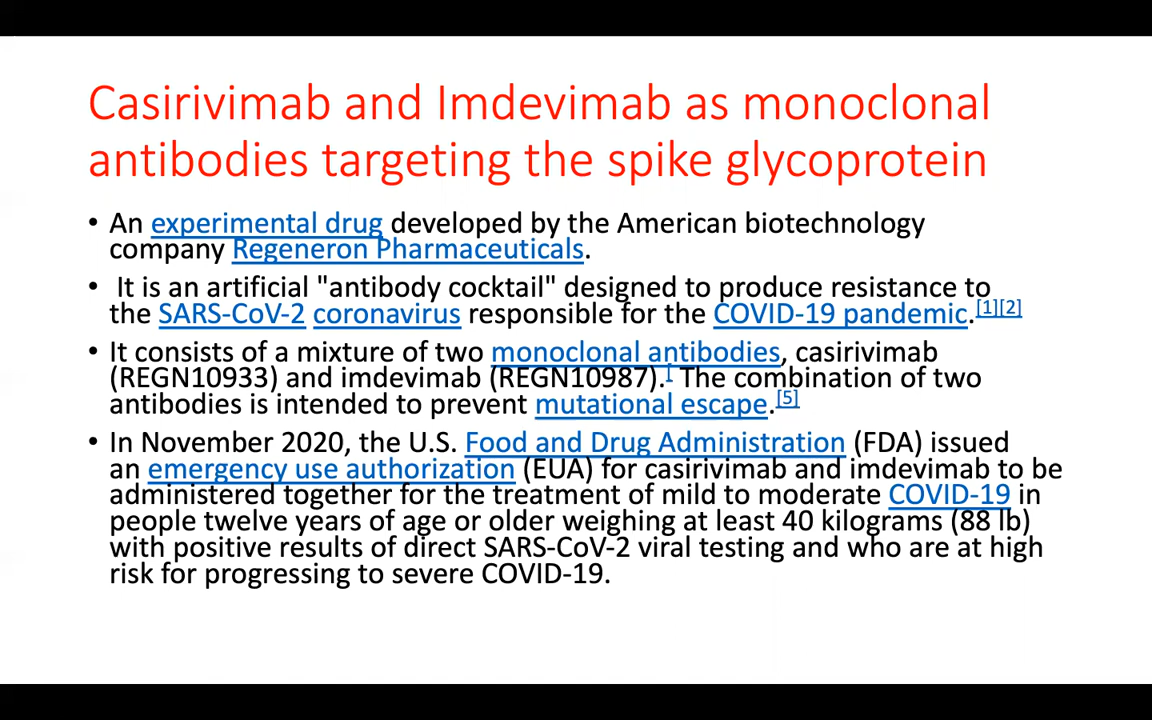 Casirivimab and Imdevimab as monoclonal
antibodies targeting the spike glycoprotein
• An experimental drug developed by the American biotechnology
company Regeneron Pharmaceuticals.
• It is an artificial "antibody cocktail" designed to produce resistance to
the SARS-CoV-2 coronavirus responsible for the COVID-19 pandemic.[1][2]
• It consists of a mixture of two monoclonal antibodies, casirivimab
(REGN10933) and imdevimab (REGN10987).[ The combination of two
antibodies is intended to prevent mutational escape.[5]
• In November 2020, the U.S. Food and Drug Administration (FDA) issued
an emergency use authorization (EUA) for casirivimab and imdevimab to be
administered together for the treatment of mild to moderate COVID-19 in
people twelve years of age or older weighing at least 40 kilograms (88 lb)
with positive results of direct SARS-CoV-2 viral testing and who are at high
risk for progressing to severe COVID-19.